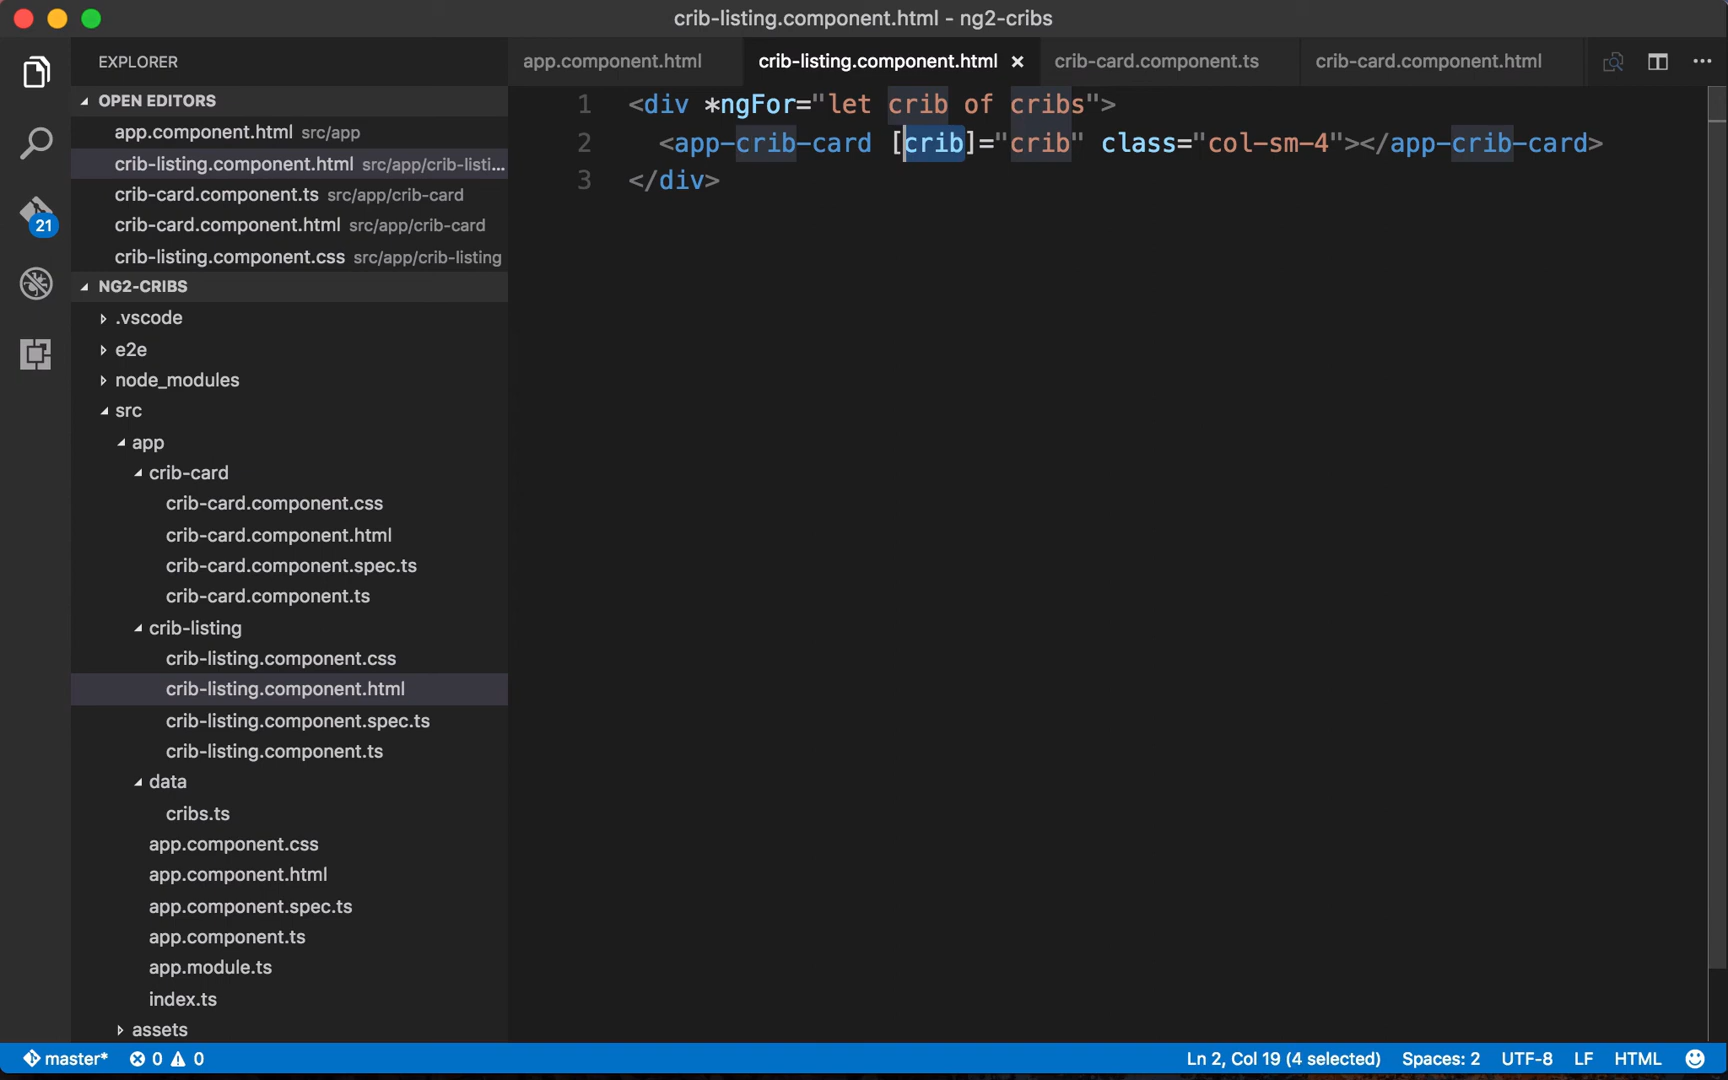 crib-listing.component.html - ng2-cribs
EXPLORER
app.component.html
crib-listing.component.html ×
crib-card.component.ts
crib-card.component.html
OPEN EDITORS
app.component.html src/app
crib-listing.component.html src/app/crib-listi...
crib-card.component.ts src/app/crib-card
crib-card.component.html src/app/crib-card
crib-listing.component.css src/app/crib-listing
21
NG2-CRIBS
.vscode
e2e
node_modules
src
app
crib-card
crib-card.component.css
crib-card.component.html
crib-card.component.spec.ts
crib-card.component.ts
crib-listing
crib-listing.component.css
crib-listing.component.html
crib-listing.component.spec.ts
crib-listing.component.ts
data
cribs.ts
app.component.css
app.component.html
app.component.spec.ts
app.component.ts
app.module.ts
index.ts
assets
1 <div *ngFor="let crib of cribs">
2 <app-crib-card [crib]="crib" class="col-sm-4"></app-crib-card>
3 </div>
master* 0 0
Ln 2, Col 19 (4 selected) Spaces: 2 UTF-8 LF HTML